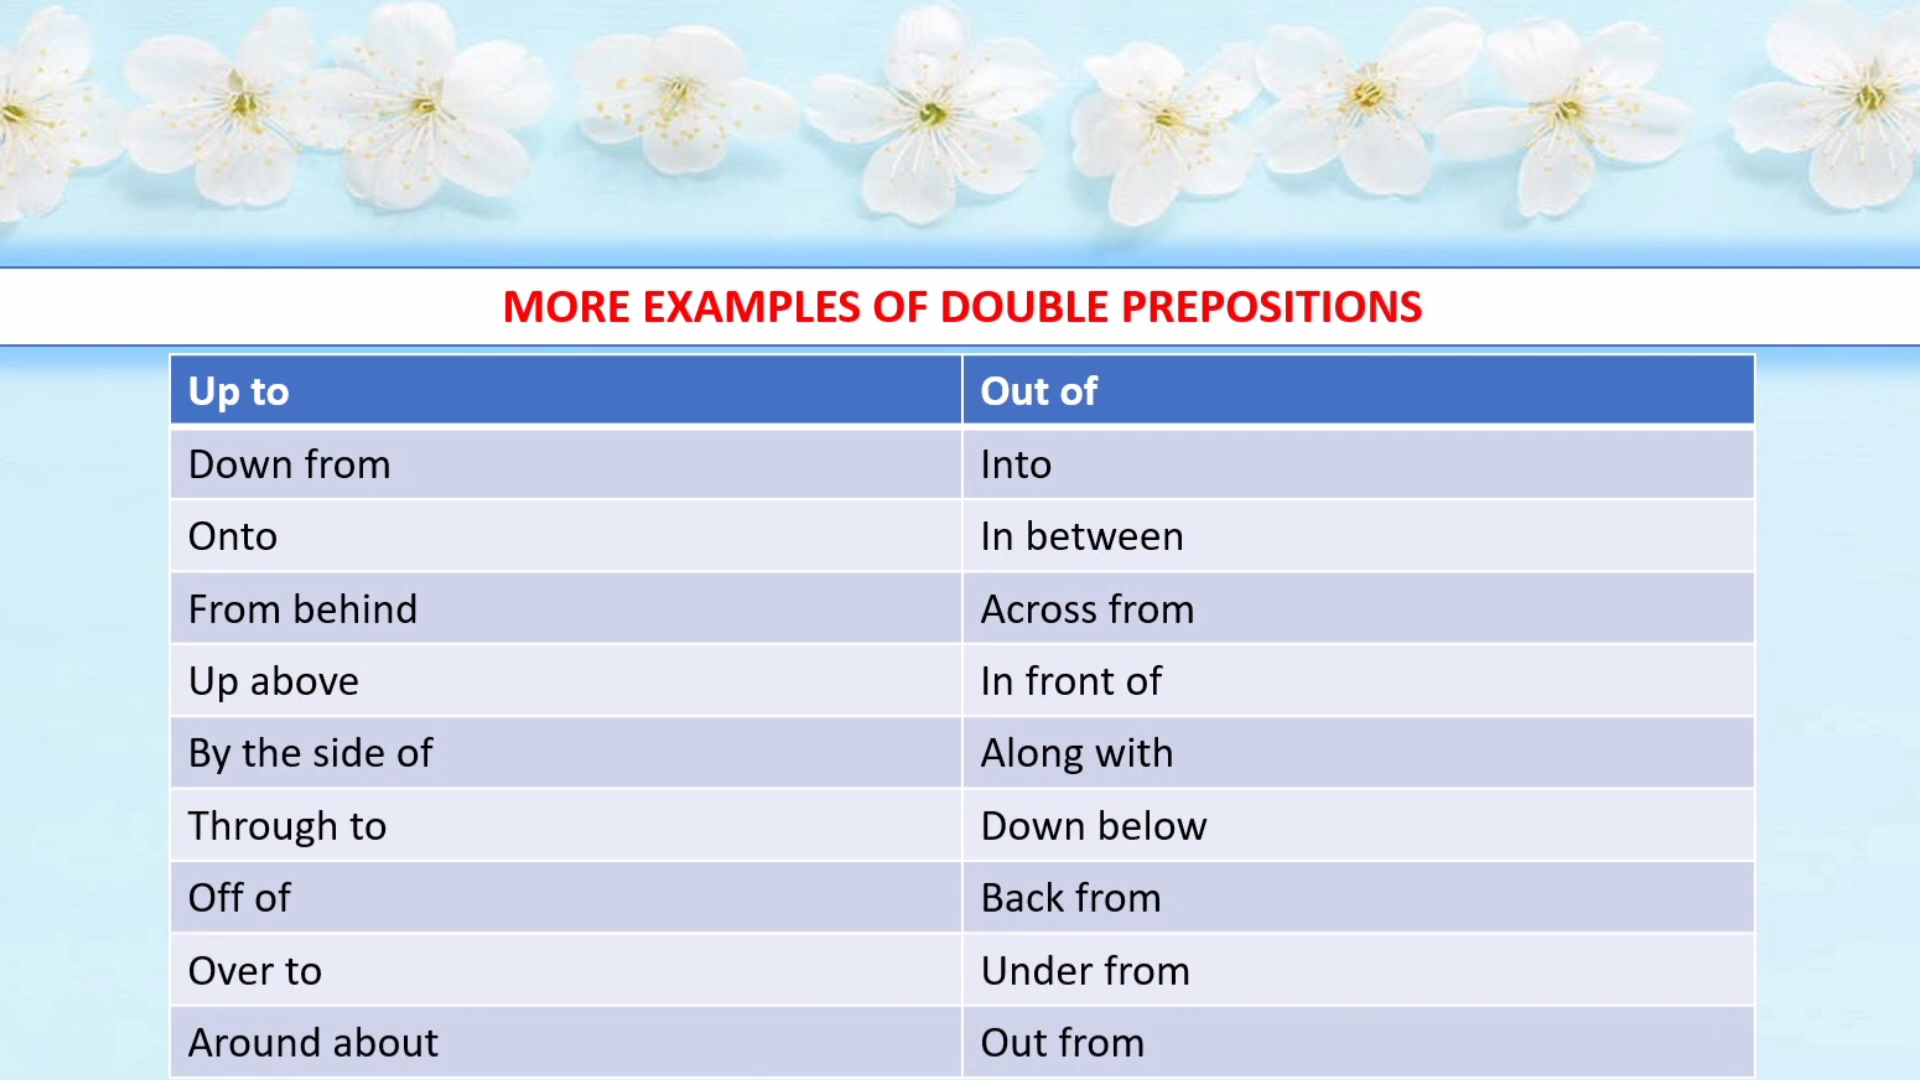 MORE EXAMPLES OF DOUBLE PREPOSITIONS
Up to
Out of
Down from
Into
Onto
In between
From behind
Across from
Up above
In front of
By the side of
Along with
Through to
Down below
Off of
Back from
Over to
Under from
Around about
Out from